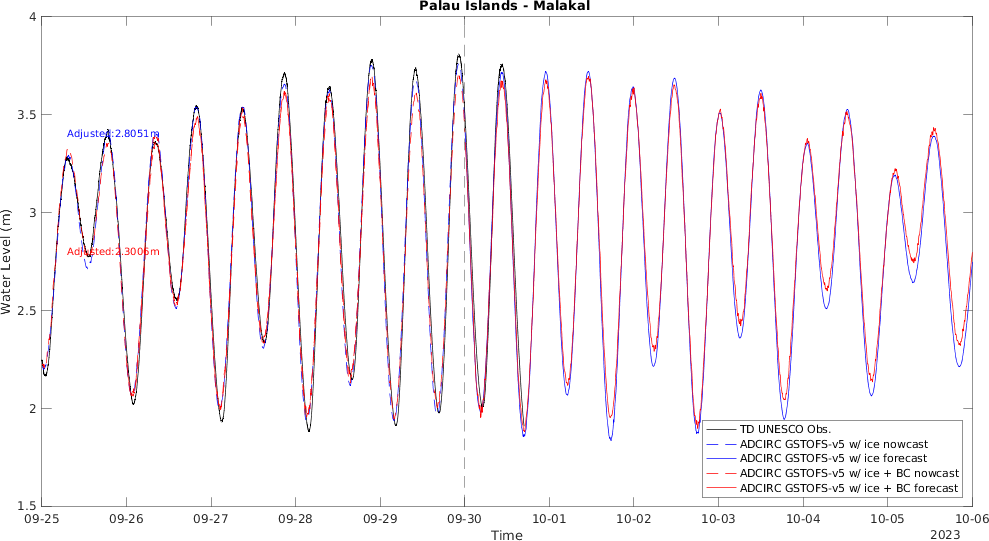 Palau Islands - Malakal
4
3.5
3
2.5
2
1.5
Water Level (m)
Adjusted:2.8051m
Adjusted:2.3006m
TD UNESCO Obs.
ADCIRC GSTOFS-v5 w/ ice nowcast
ADCIRC GSTOFS-v5 w/ ice forecast
ADCIRC GSTOFS-v5 w/ ice + BC nowcast
ADCIRC GSTOFS-v5 w/ ice + BC forecast
09-25 09-26 09-27 09-28 09-29 09-30 10-01 10-02 10-03 10-04 10-05 10-06
Time
2023